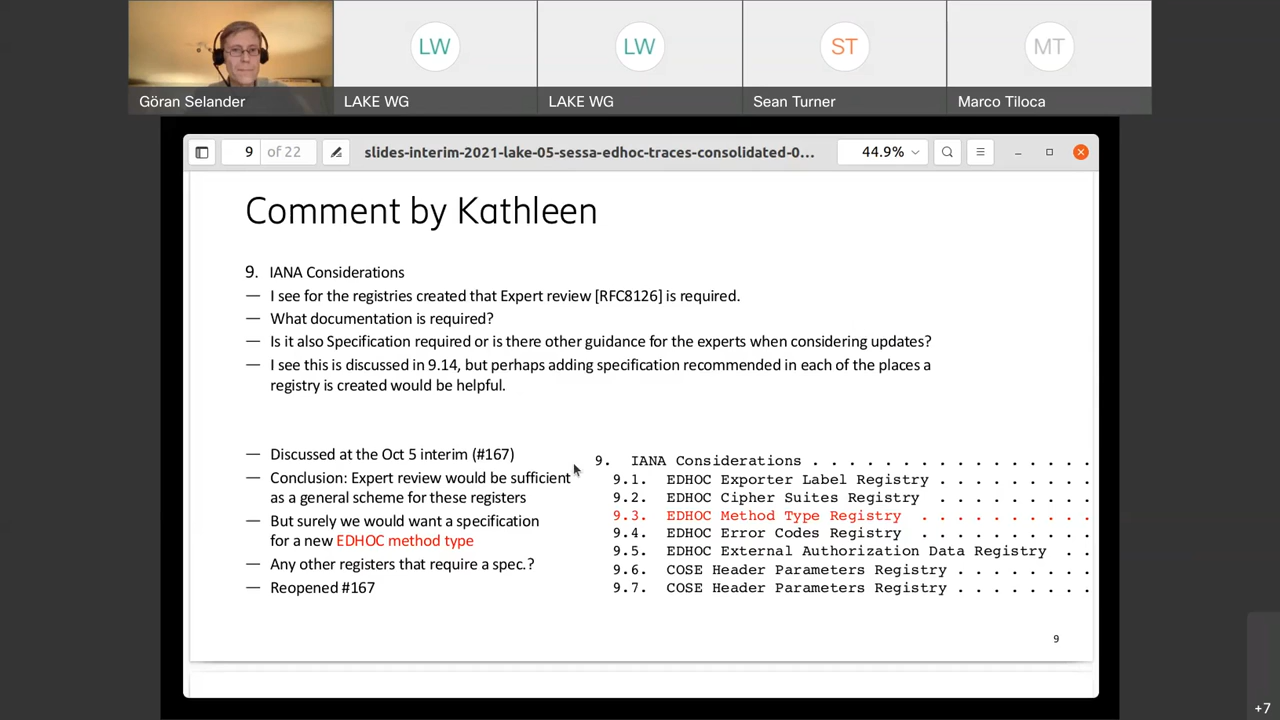 LW
LW
ST
MT
Göran Selander
LAKE WG
LAKE WG
Sean Turner
Marco Tiloca
9 of 22
slides-interim-2021-lake-05-sessa-edhoc-traces-consolidated-0...
44.9%
Comment by Kathleen
9. IANA Considerations
— I see for the registries created that Expert review [RFC8126] is required.
— What documentation is required?
— Is it also Specification required or is there other guidance for the experts when considering updates?
— I see this is discussed in 9.14, but perhaps adding specification recommended in each of the places a
registry is created would be helpful.
— Discussed at the Oct 5 interim (#167)
— Conclusion: Expert review would be sufficient
as a general scheme for these registers
— But surely we would want a specification
for a new EDHOC method type
— Any other registers that require a spec.?
— Reopened #167
9. IANA Considerations . . . . . . . . . . . . . . . .
9.1. EDHOC Exporter Label Registry . . . . . . . . .
9.2. EDHOC Cipher Suites Registry . . . . . . . . .
9.3. EDHOC Method Type Registry . . . . . . . . . .
9.4. EDHOC Error Codes Registry . . . . . . . . . .
9.5. EDHOC External Authorization Data Registry . .
9.6. COSE Header Parameters Registry . . . . . . . .
9.7. COSE Header Parameters Registry . . . . . . . .
9
+7